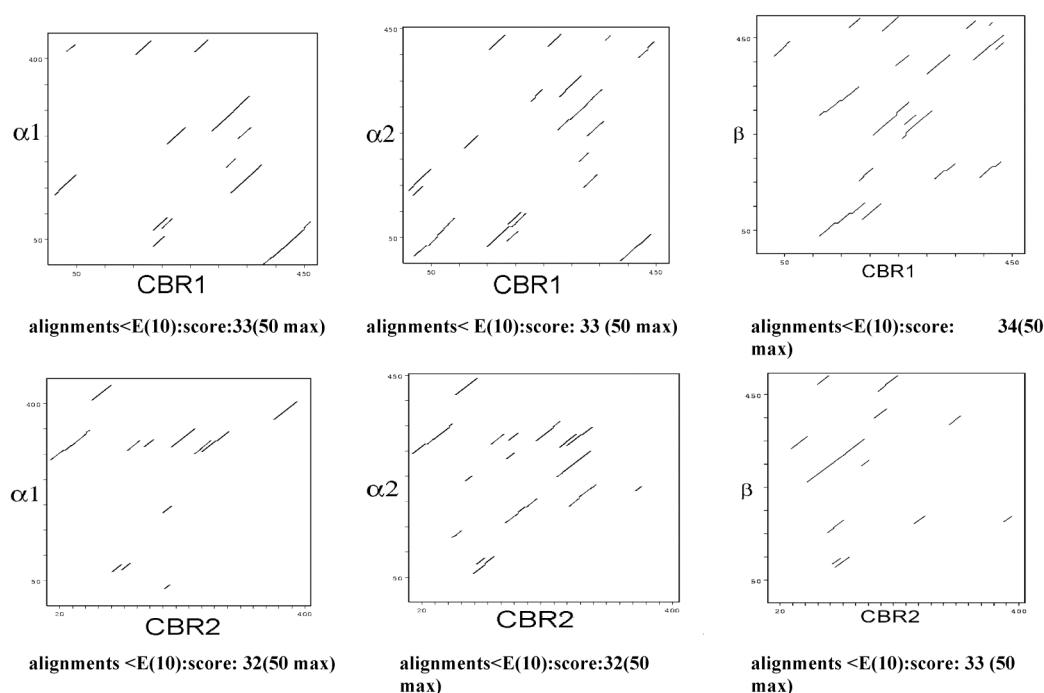 400
α1
50
50
450
CBR1
alignments<E(10):score:33(50 max)
450
α2
50
50
450
CBR1
alignments< E(10):score: 33 (50 max)
450
β
50
50
450
CBR1
alignments<E(10):score: 34(50
max)
400
α1
50
20
400
CBR2
alignments <E(10):score: 32(50 max)
450
α2
50
20
400
CBR2
alignments<E(10):score:32(50
max)
450
β
50
20
400
CBR2
alignments <E(10):score: 33 (50
max)